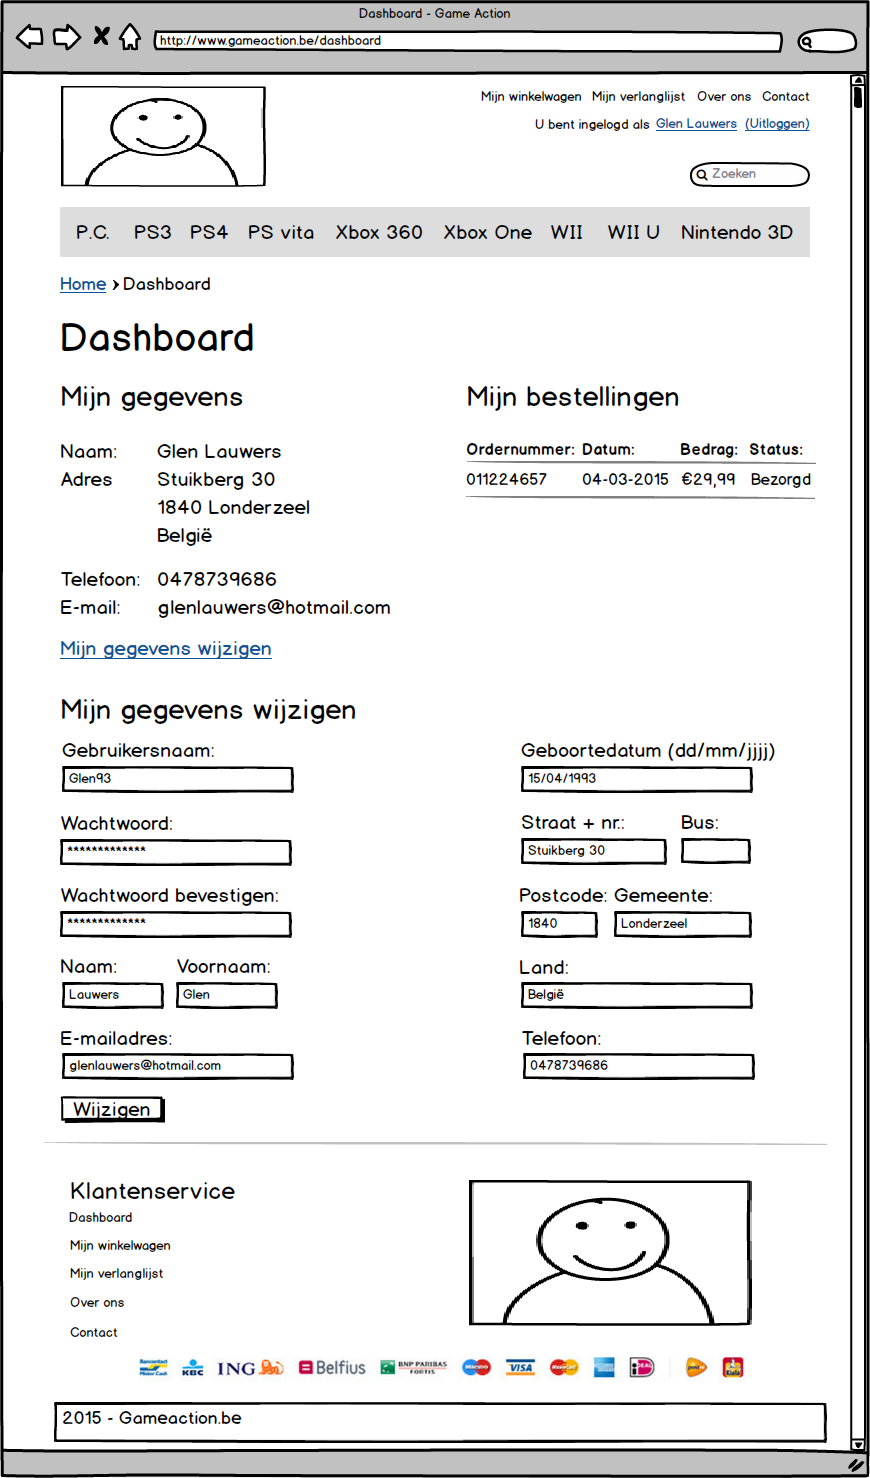 Dashboard - Game Action
http://www.gameaction.be/dashboard
Mijn winkelwagen Mijn verlanglijst Over ons Contact
U bent ingelogd als Glen Lauwers (Uitloggen)
Zoeken
P.C. PS3 PS4 PS vita Xbox 360 Xbox One WII WII U Nintendo 3D
Home › Dashboard
Dashboard
Mijn gegevens
Naam: Glen Lauwers
Adres Stuikberg 30
1840 Londerzeel
België
Telefoon: 0478739686
E-mail: glenlauwers@hotmail.com
Mijn gegevens wijzigen
Mijn bestellingen
Ordernummer: Datum: Bedrag: Status:
011224657 04-03-2015 €29,99 Bezorgd
Mijn gegevens wijzigen
Gebruikersnaam:
Glen93
Wachtwoord:
*************
Wachtwoord bevestigen:
*************
Naam: Voornaam:
Lauwers Glen
E-mailadres:
glenlauwers@hotmail.com
Geboortedatum (dd/mm/jjjj)
15/04/1993
Straat + nr.: Bus:
Stuikberg 30
Postcode: Gemeente:
1840 Londerzeel
Land:
België
Telefoon:
0478739686
Wijzigen
Klantenservice
Dashboard
Mijn winkelwagen
Mijn verlanglijst
Over ons
Contact
Bancontact
Mister Cash
KBC
ING
Belfius
BNP PARIBAS
FORTIS
Maestro
VISA
MasterCard
iDEAL
Kiala
2015 - Gameaction.be